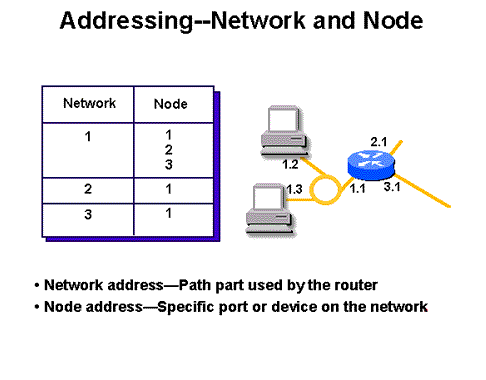 Addressing--Network and Node
Network Node
1 1
2
3
2 1
3 1
2.1
1.2
1.3 1.1 3.1
• Network address—Path part used by the router
• Node address—Specific port or device on the network